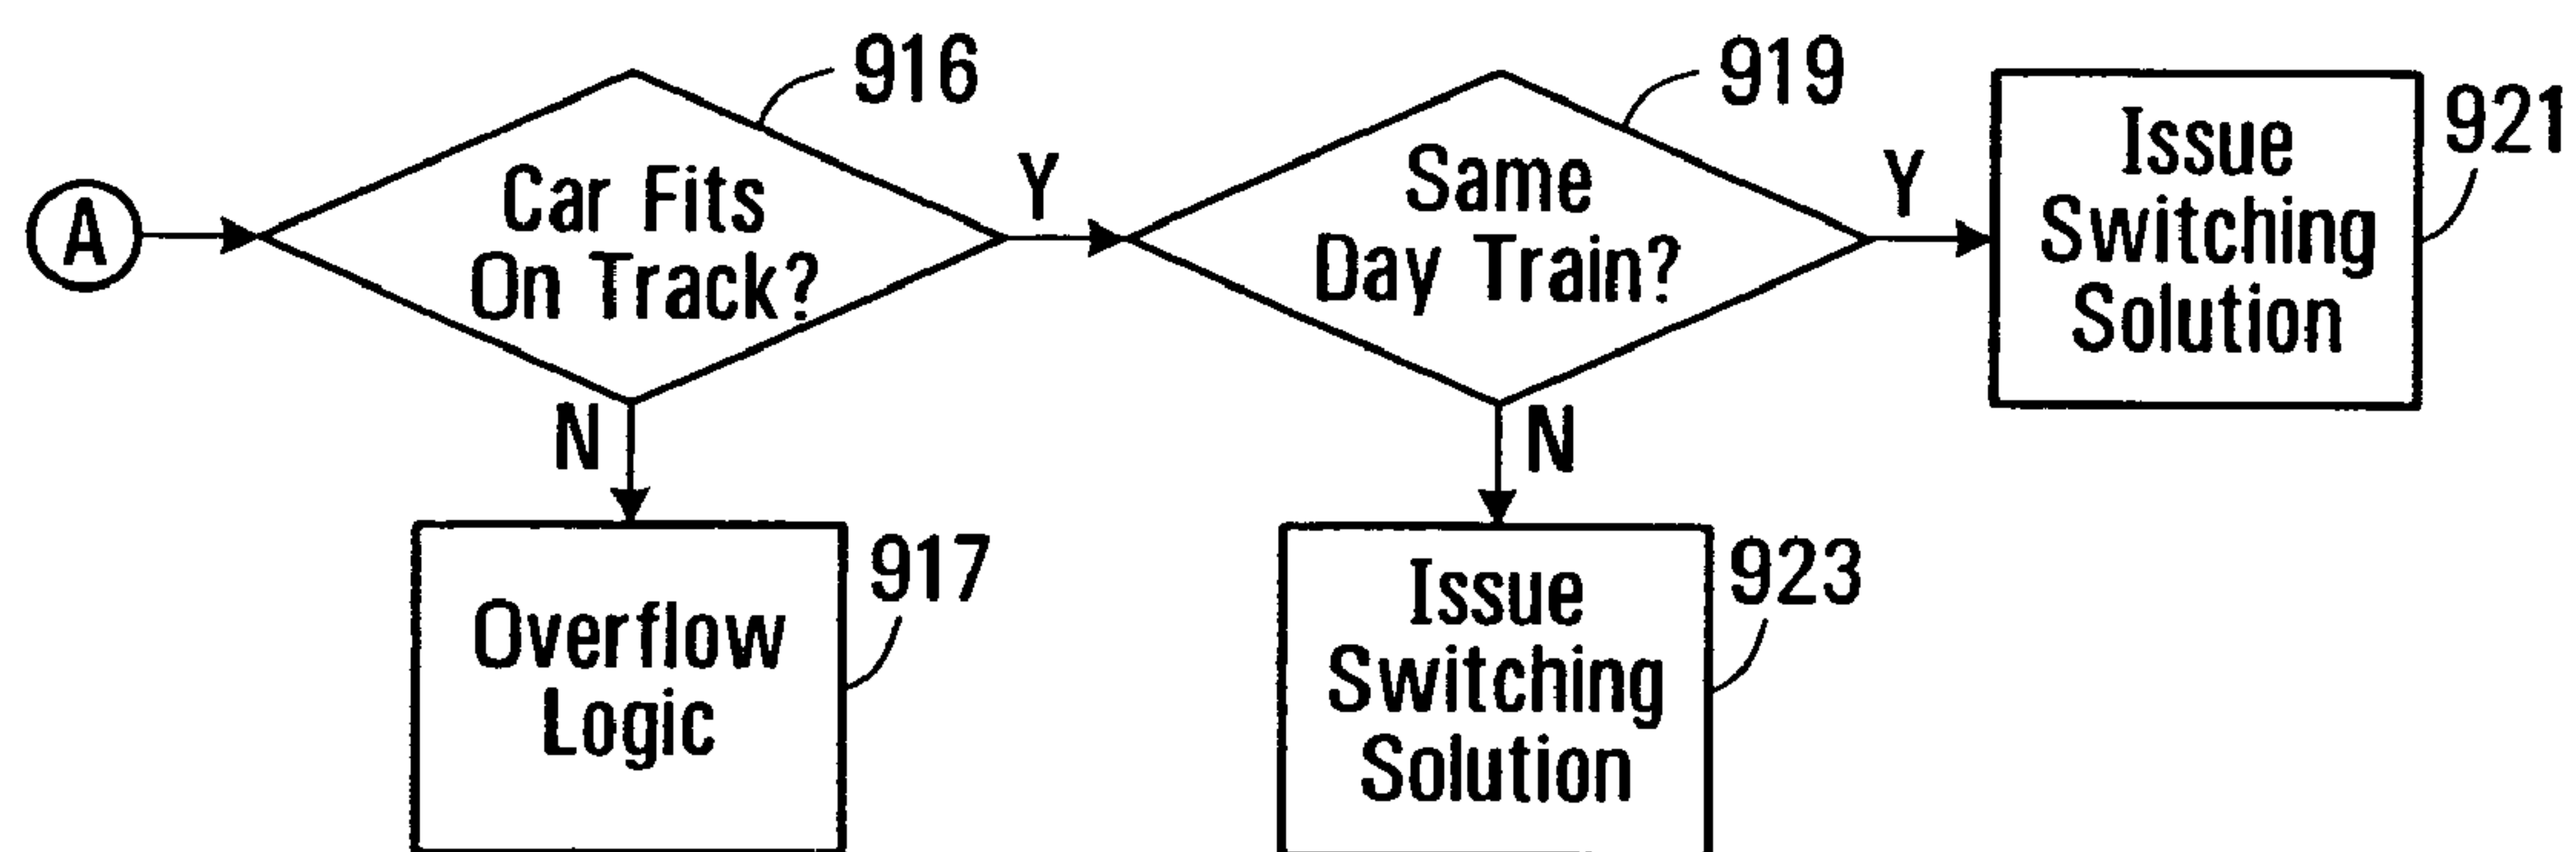 A
916
Car Fits
On Track?
Y
N
917
Overflow
Logic
919
Same
Day Train?
Y
N
923
Issue
Switching
Solution
921
Issue
Switching
Solution